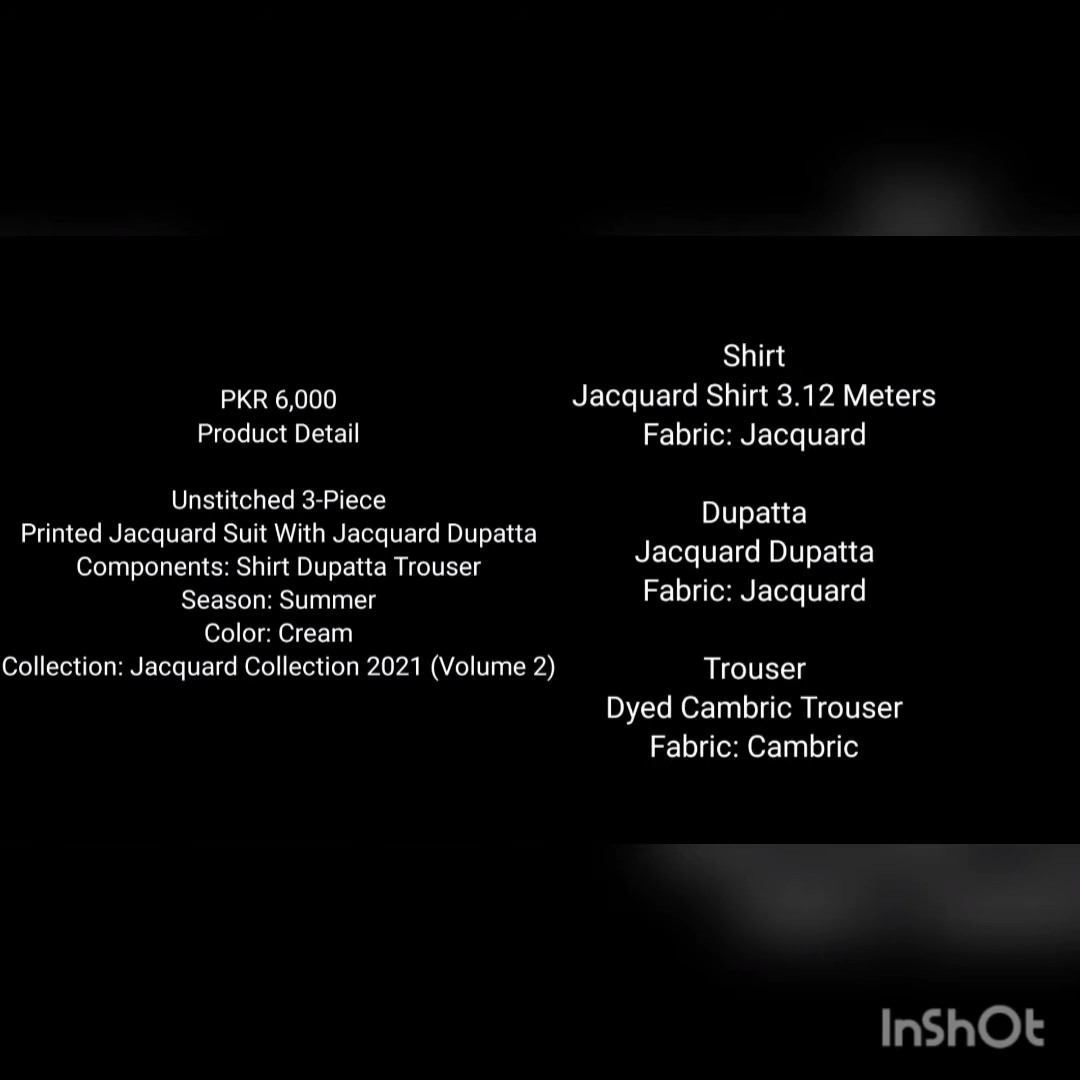 PKR 6,000
Product Detail
Unstitched 3-Piece
Printed Jacquard Suit With Jacquard Dupatta
Components: Shirt Dupatta Trouser
Season: Summer
Color: Cream
Collection: Jacquard Collection 2021 (Volume 2)
Shirt
Jacquard Shirt 3.12 Meters
Fabric: Jacquard
Dupatta
Jacquard Dupatta
Fabric: Jacquard
Trouser
Dyed Cambric Trouser
Fabric: Cambric
InShOt